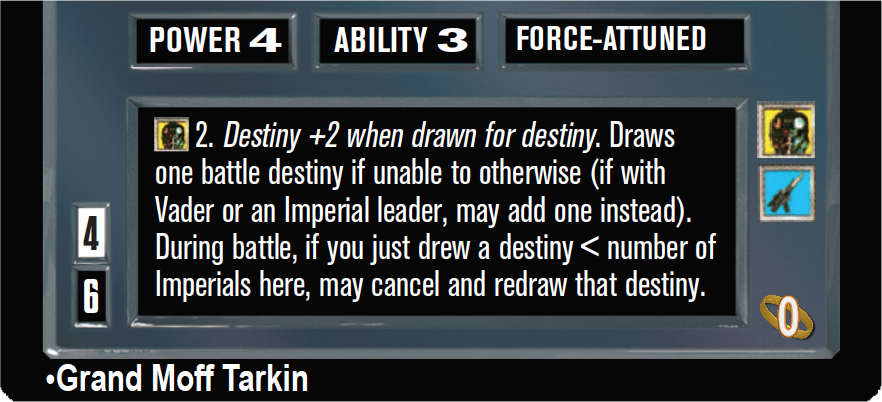 POWER 4 ABILITY 3 FORCE-ATTUNED
2. Destiny +2 when drawn for destiny. Draws
one battle destiny if unable to otherwise (if with
Vader or an Imperial leader, may add one instead).
During battle, if you just drew a destiny < number of
Imperials here, may cancel and redraw that destiny.
4
6
0
•Grand Moff Tarkin